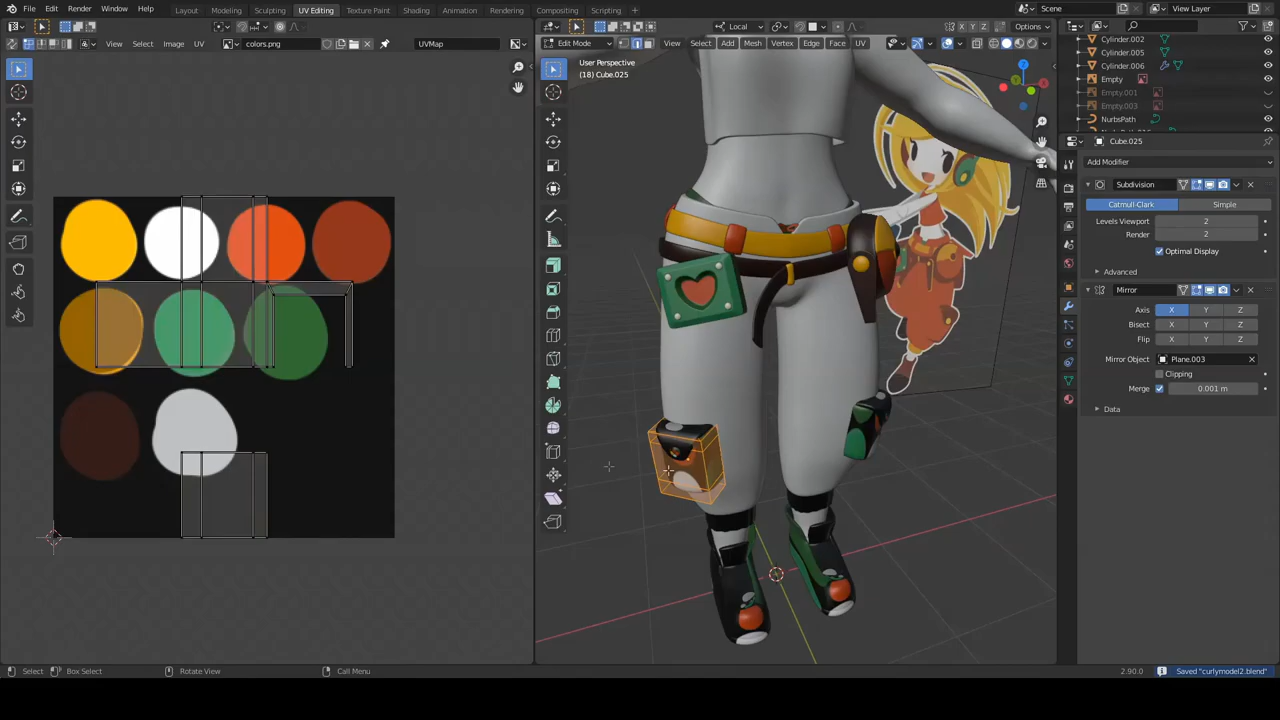 File Edit Render Window Help Layout Modeling Sculpting UV Editing Texture Paint Shading Animation Rendering Compositing Scripting Scene View Layer
Local Options
View Select Image UV colors.png UVMap Edit Mode View Select Add Mesh Vertex Edge Face UV
User Perspective
(18) Cube.025
Cylinder.002
Cylinder.005
Cylinder.006
Empty
Empty.001
Empty.003
NurbsPath
Cube.025
Add Modifier
Subdivision
Catmull-Clark Simple
Levels Viewport 2
Render 2
Optimal Display
Advanced
Mirror
Axis X Y Z
Bisect X Y Z
Flip X Y Z
Mirror Object Plane.003
Clipping
Merge 0.001 m
Data
Select Box Select Rotate View Call Menu 2.90.0 Saved "curlymodel2.blend"